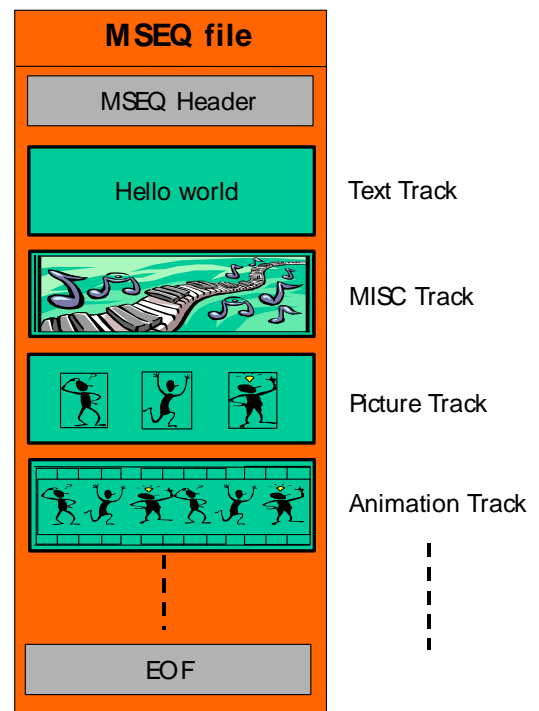 MSEQ file
MSEQ Header
Hello world
Text Track
MISC Track
Picture Track
Animation Track
EOF